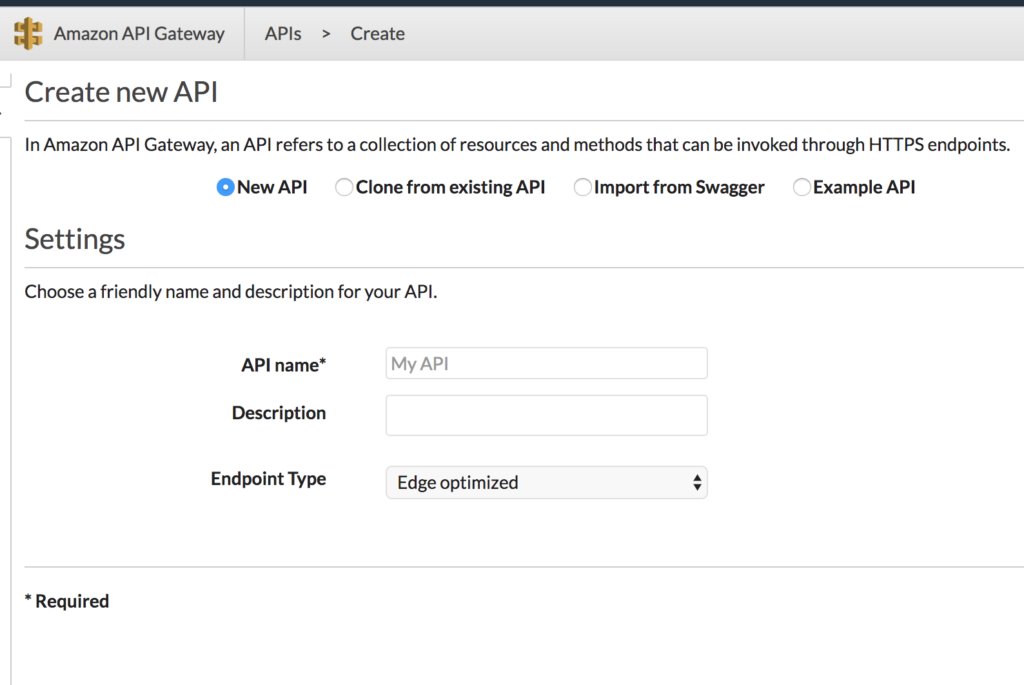 Amazon API Gateway APIs > Create
Create new API
In Amazon API Gateway, an API refers to a collection of resources and methods that can be invoked through HTTPS endpoints.
New API Clone from existing API Import from Swagger Example API
Settings
Choose a friendly name and description for your API.
API name* My API
Description
Endpoint Type Edge optimized
* Required